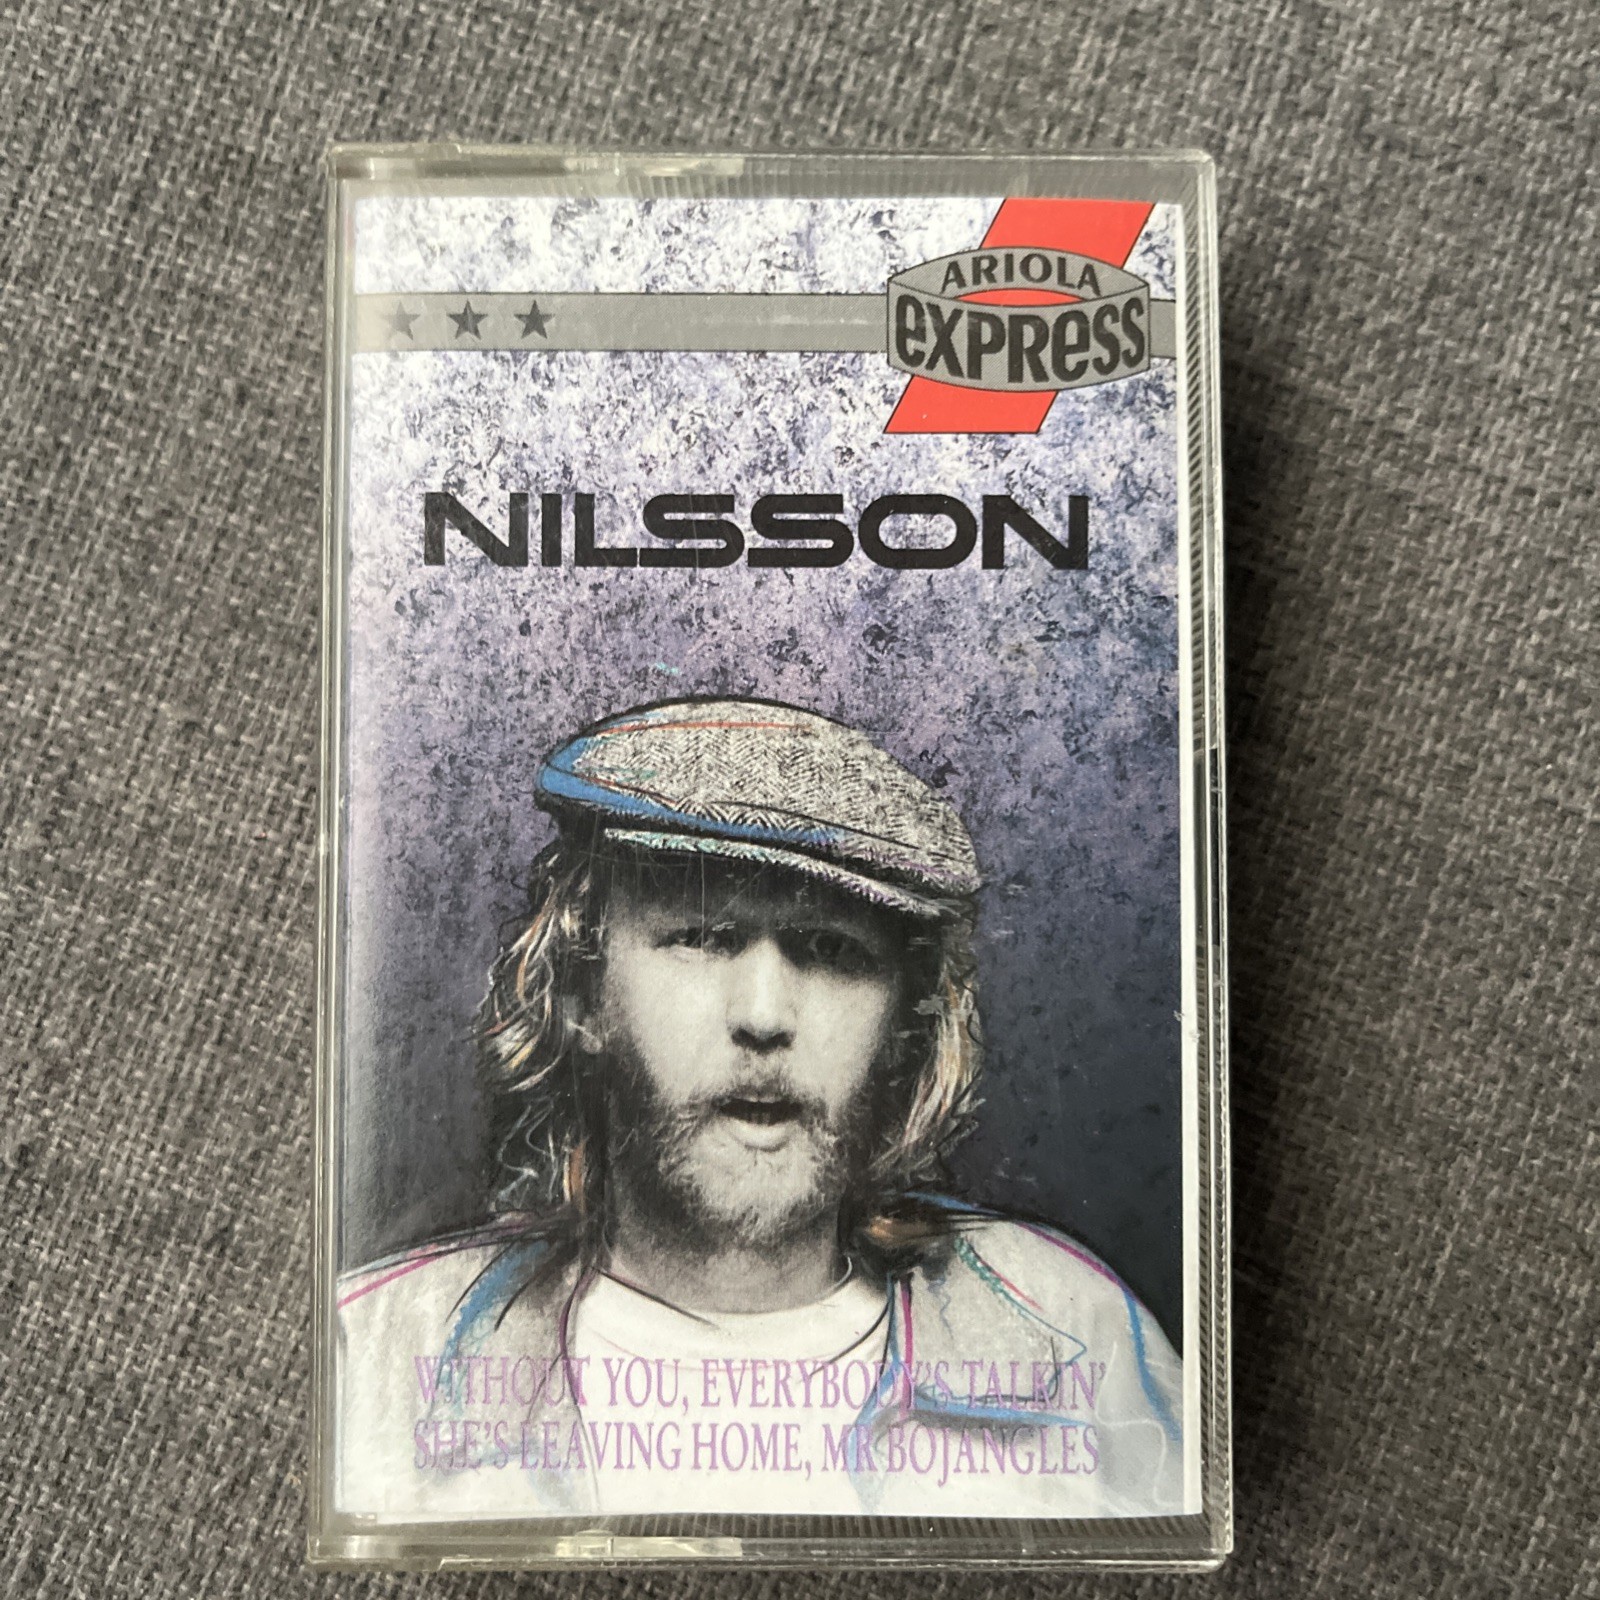 ARIOLA
eXPRess
NILSSON
WITHOUT YOU, EVERYBODY'S TALKIN'
SHE'S LEAVING HOME, MR BOJANGLES